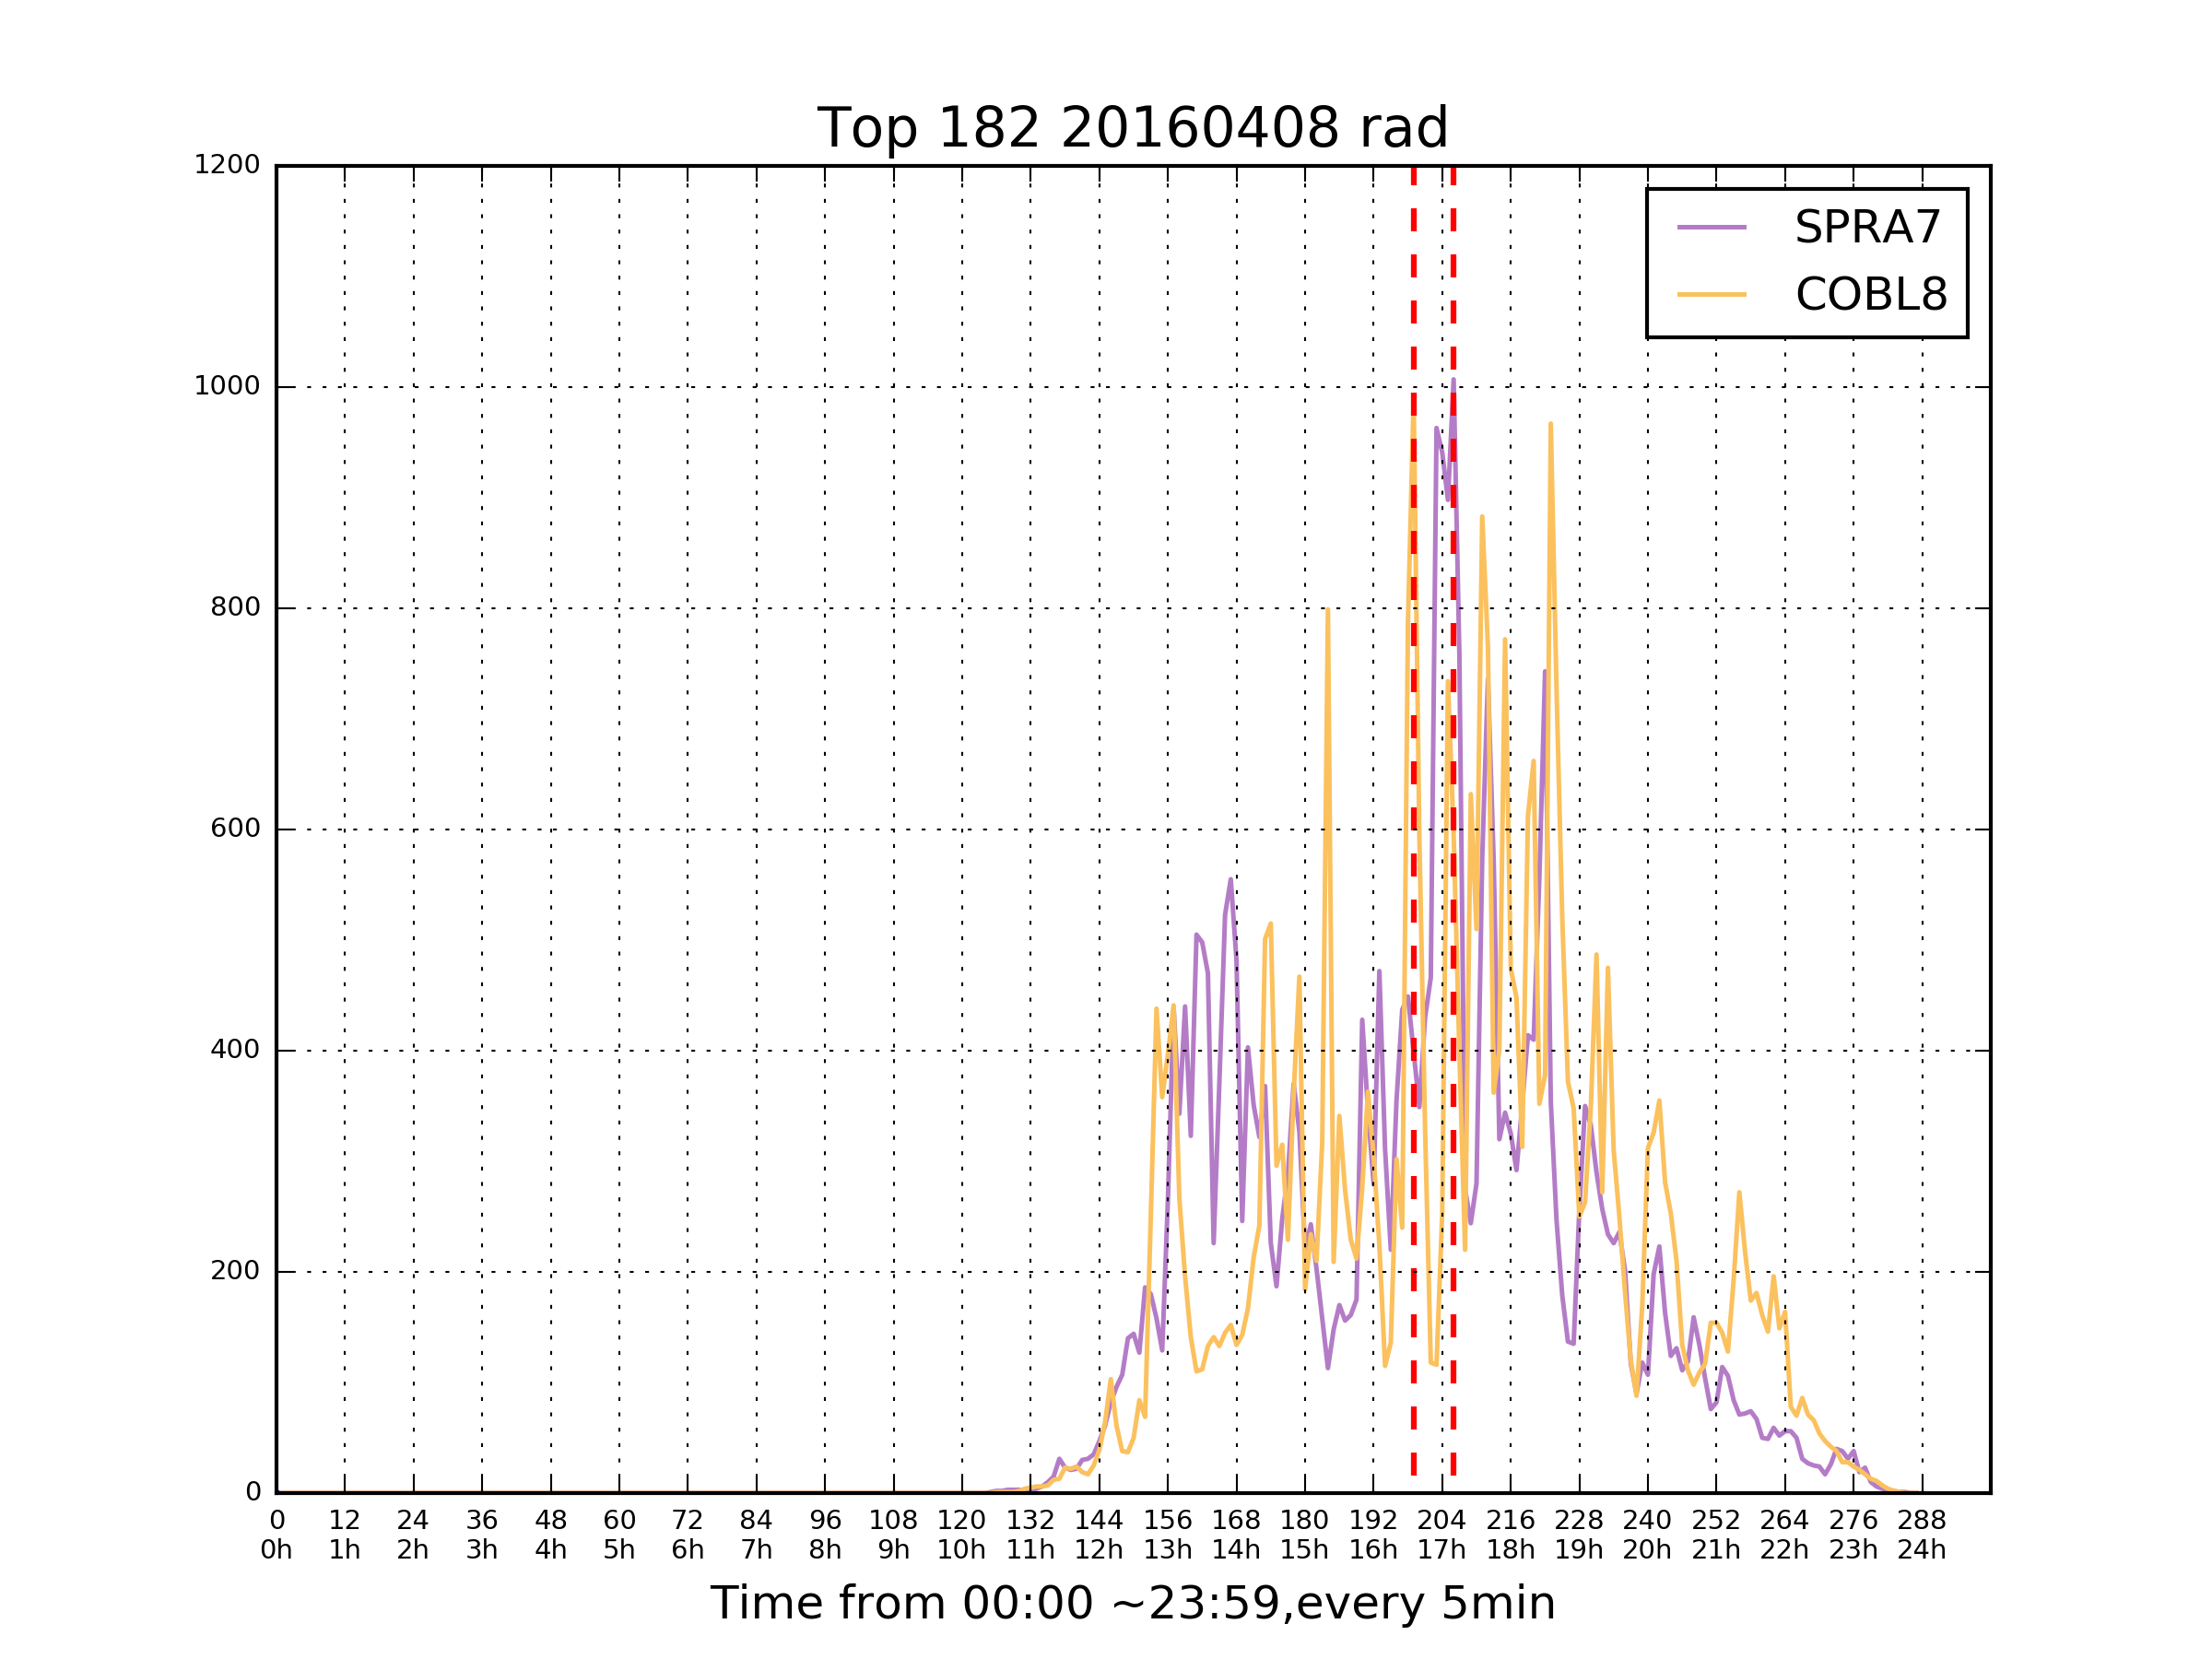 Top 182 20160408 rad
1200
1000
800
600
400
200
0
SPRA7
COBL8
0 12 24 36 48 60 72 84 96 108 120 132 144 156 168 180 192 204 216 228 240 252 264 276 288
0h 1h 2h 3h 4h 5h 6h 7h 8h 9h 10h 11h 12h 13h 14h 15h 16h 17h 18h 19h 20h 21h 22h 23h 24h
Time from 00:00 ~23:59,every 5min